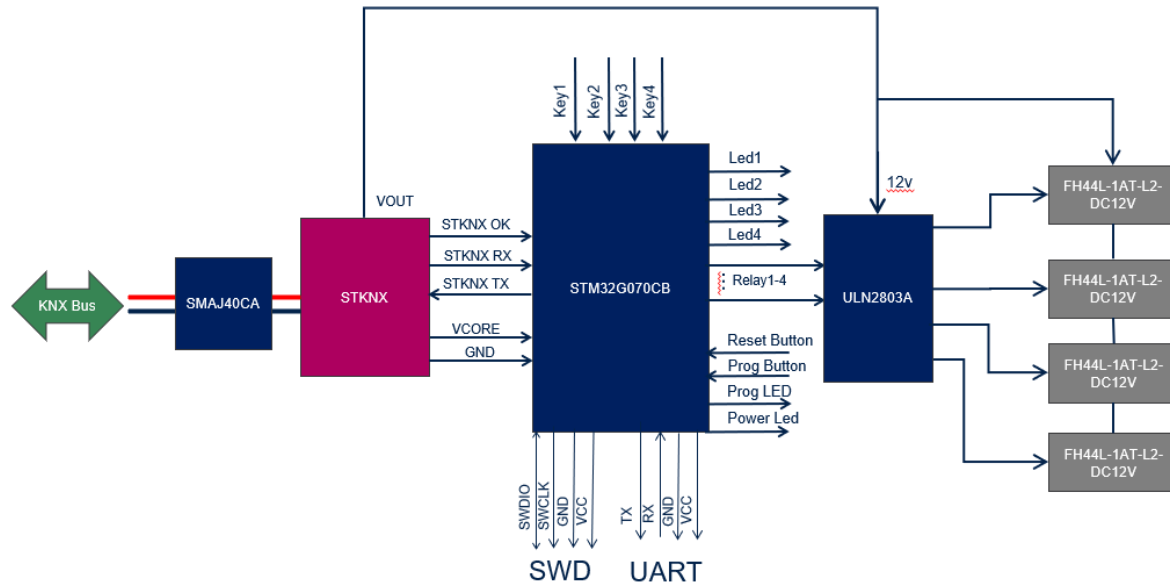 Key1
Key2
Key3
Key4
VOUT
12v
KNX Bus
SMAJ40CA
STKNX
STKNX OK
STKNX RX
STKNX TX
VCORE
GND
STM32G070CB
Led1
Led2
Led3
Led4
Relay1-4
Reset Button
Prog Button
Prog LED
Power Led
ULN2803A
FH44L-1AT-L2-
DC12V
FH44L-1AT-L2-
DC12V
FH44L-1AT-L2-
DC12V
FH44L-1AT-L2-
DC12V
SWDIO
SWCLK
GND
VCC
TX
RX
GND
VCC
SWD
UART